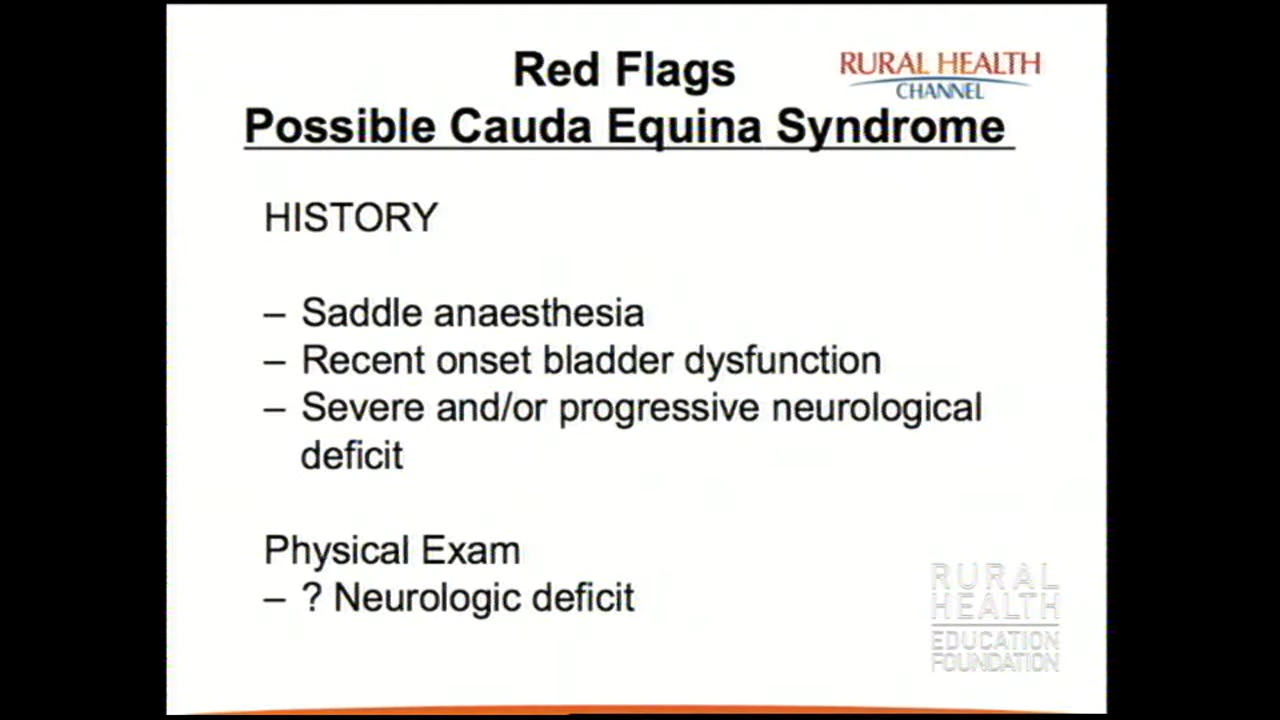 Red Flags
RURAL HEALTH
CHANNEL
Possible Cauda Equina Syndrome
HISTORY
– Saddle anaesthesia
– Recent onset bladder dysfunction
– Severe and/or progressive neurological
deficit
Physical Exam
– ? Neurologic deficit
RURAL
HEALTH
EDUCATION
FOUNDATION